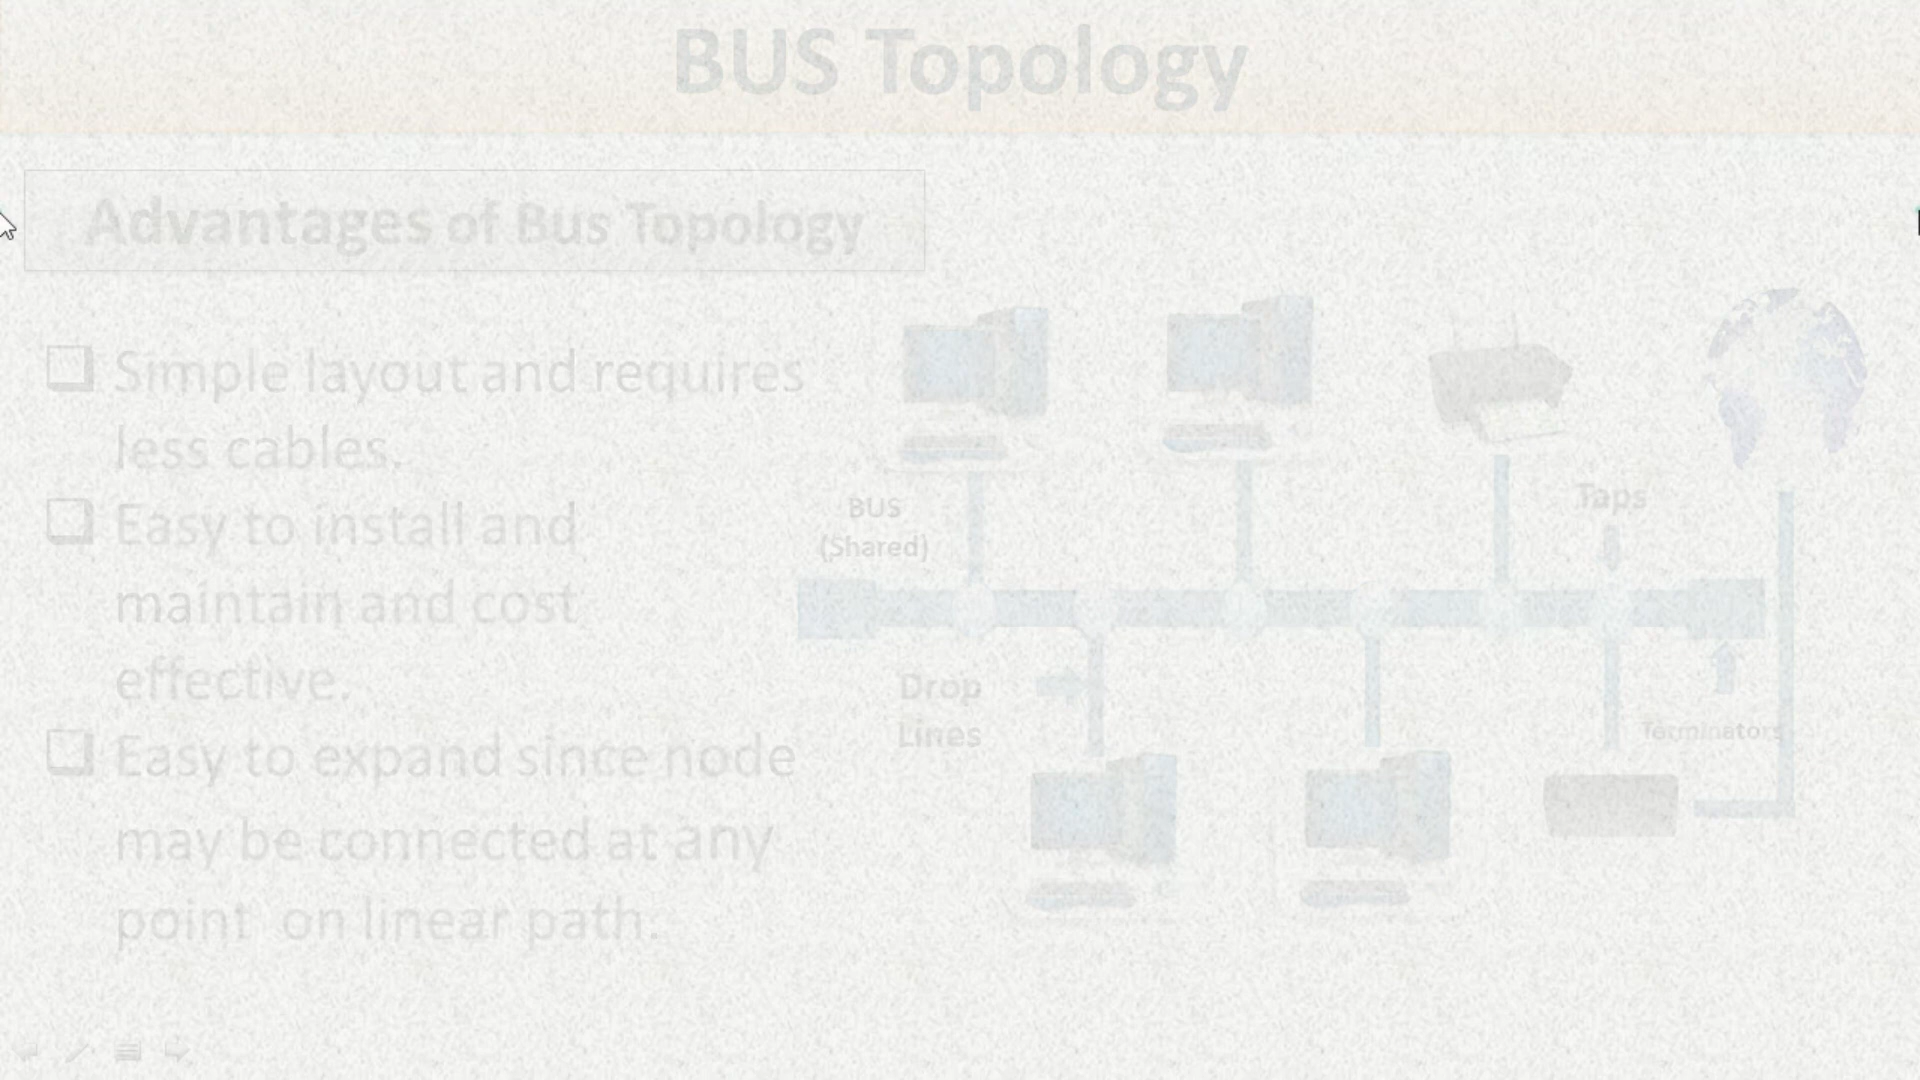 BUS Topology
Advantages of Bus Topology
Simple layout and requires
less cables.
Easy to install and
maintain and cost
effective.
Easy to expand since node
may be connected at any
point on linear path.
BUS
(Shared)
Taps
Drop
Lines
Terminators